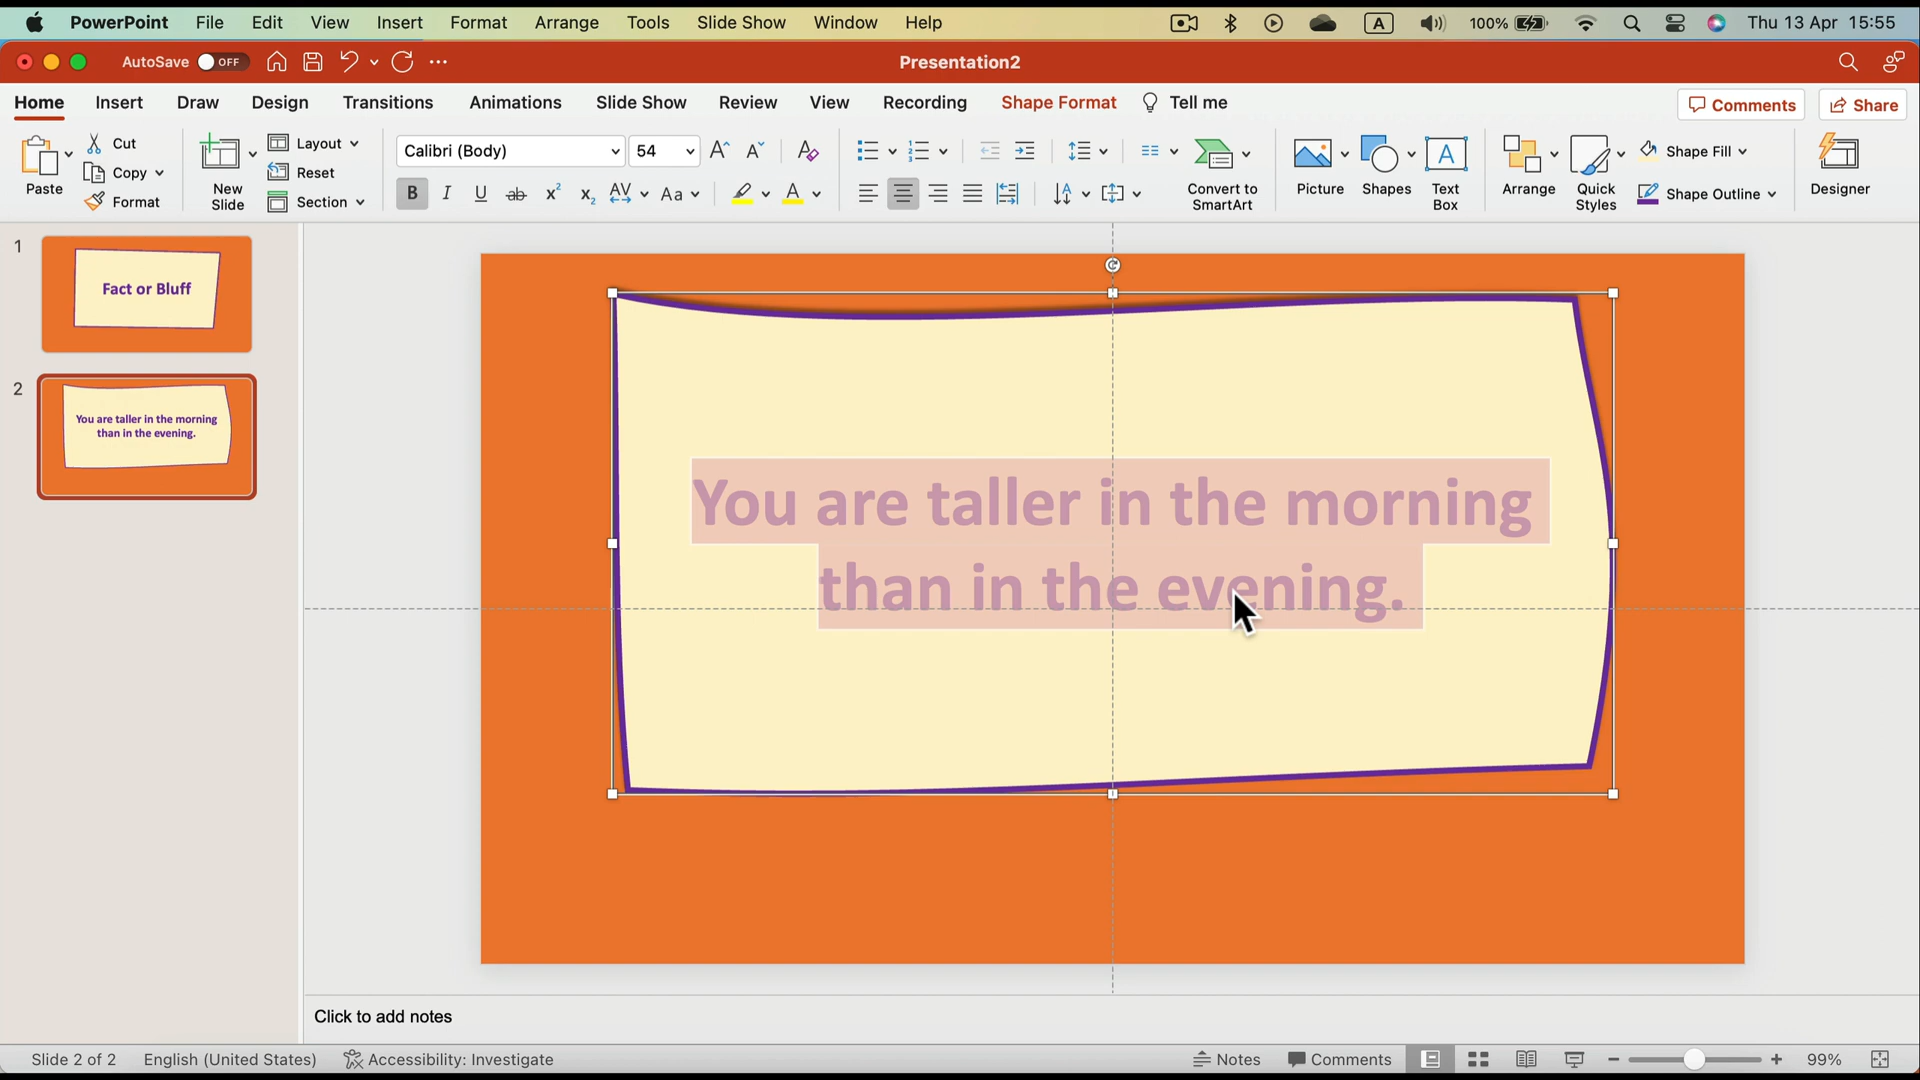 PowerPoint File Edit View Insert Format Arrange Tools Slide Show Window Help A 100% Thu 13 Apr 15:55
AutoSave OFF Presentation2
Home Insert Draw Design Transitions Animations Slide Show Review View Recording Shape Format Tell me Comments Share
Paste Cut Copy Format
New Slide Layout Reset Section
Calibri (Body) 54
Convert to SmartArt
Picture Shapes Text Box
Arrange Quick Styles Shape Fill Shape Outline
Designer
1
Fact or Bluff
2
You are taller in the morning
than in the evening.
You are taller in the morning
than in the evening.
Click to add notes
Slide 2 of 2 English (United States) Accessibility: Investigate Notes Comments 99%